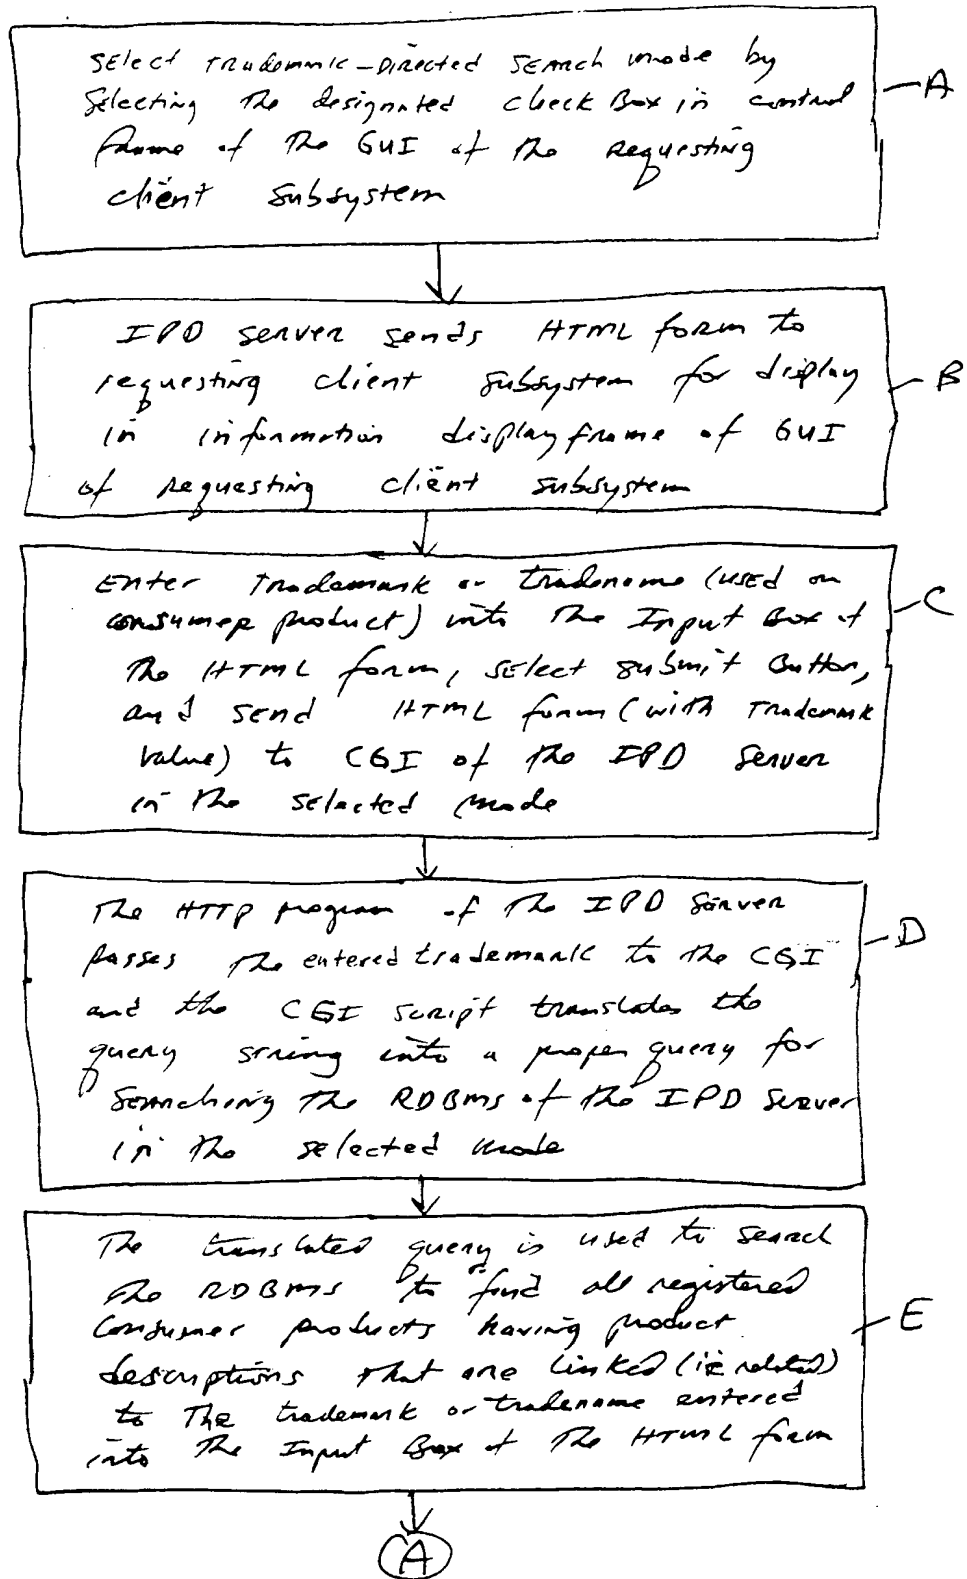 Select Trademark-Directed Search mode by
Selecting the designated check Box in control
frame of the GUI of the requesting
client subsystem
A
IPD Server sends HTML form to
requesting client subsystem for display
in information display frame of GUI
of requesting client subsystem
B
Enter Trademark or tradename (used on
consumer product) into the Input Box of
the HTML form, select submit Button,
and send HTML form (with Trademark
value) to CGI of the IPD Server
in the selected mode
C
The HTTP program of the IPD Server
passes the entered trademark to the CGI
and the CGI script translates the
query string into a proper query for
searching the RDBMS of the IPD Server
in the selected mode
D
The translated query is used to search
the RDBMS to find all registered
Consumer products having product
descriptions that are linked (ie related)
to The trademark or tradename entered
into The Input Box of The HTML form
E
A